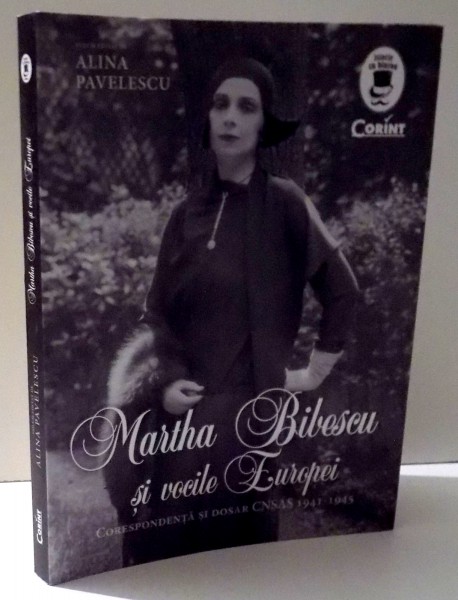 ALINA
PAVELESCU
CORINT
Martha Bibescu
și vocile Europei
CORESPONDENȚĂ ȘI DOSAR CNSAS 1941-1945
Martha Bibescu și vocile Europei
ALINA PAVELESCU
CORINT